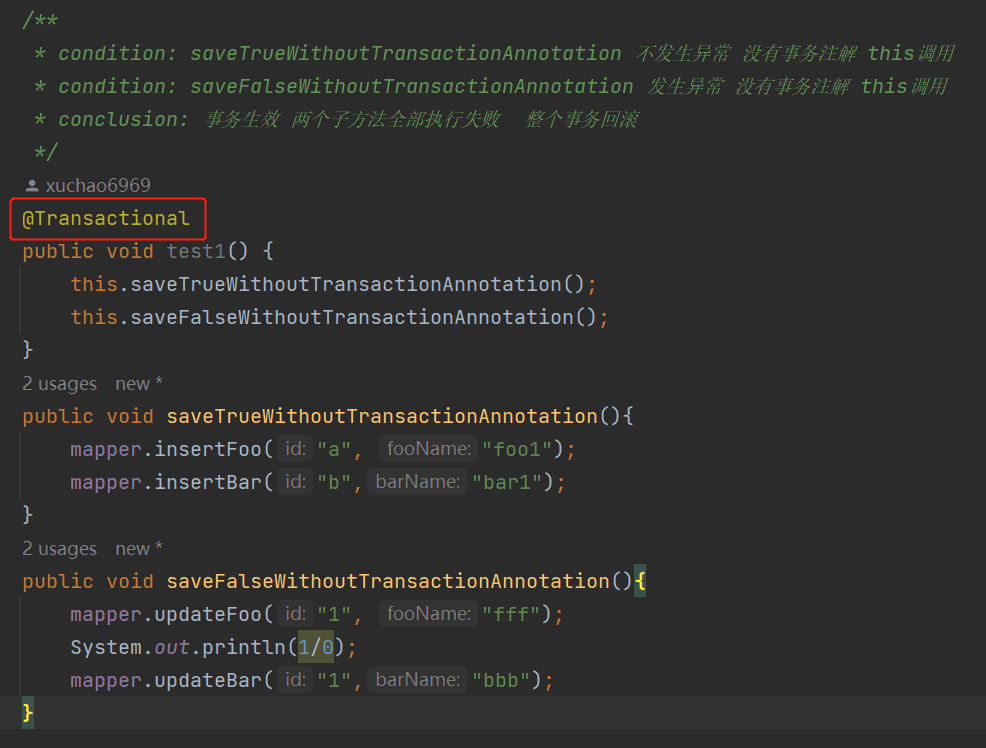 /**
* condition: saveTrueWithoutTransactionAnnotation 不发生异常 没有事务注解 this调用
* condition: saveFalseWithoutTransactionAnnotation 发生异常 没有事务注解 this调用
* conclusion: 事务生效 两个子方法全部执行失败 整个事务回滚
*/
xuchao6969
@Transactional
public void test1() {
this.saveTrueWithoutTransactionAnnotation();
this.saveFalseWithoutTransactionAnnotation();
}
2 usages new *
public void saveTrueWithoutTransactionAnnotation(){
mapper.insertFoo( id: "a", fooName: "foo1");
mapper.insertBar( id: "b", barName: "bar1");
}
2 usages new *
public void saveFalseWithoutTransactionAnnotation(){
mapper.updateFoo( id: "1", fooName: "fff");
System.out.println(1/0);
mapper.updateBar( id: "1", barName: "bbb");
}